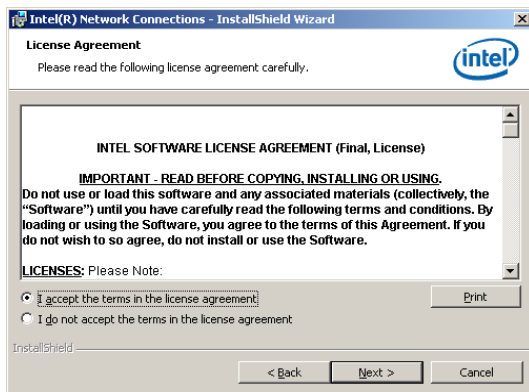 Intel(R) Network Connections - InstallShield Wizard
License Agreement
Please read the following license agreement carefully.
intel
INTEL SOFTWARE LICENSE AGREEMENT (Final, License)
IMPORTANT - READ BEFORE COPYING, INSTALLING OR USING.
Do not use or load this software and any associated materials (collectively, the
“Software”) until you have carefully read the following terms and conditions. By
loading or using the Software, you agree to the terms of this Agreement. If you
do not wish to so agree, do not install or use the Software.
LICENSES: Please Note:
I accept the terms in the license agreement
Print
I do not accept the terms in the license agreement
InstallShield
< Back
Next >
Cancel